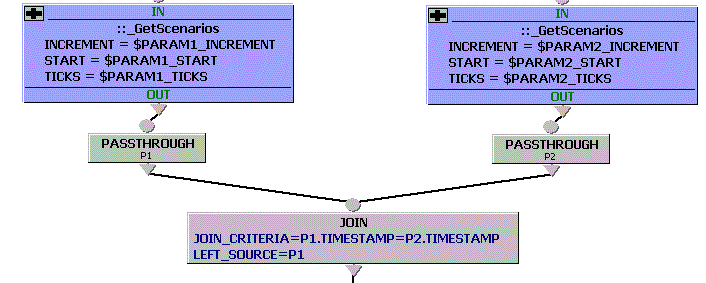 IN
::_GetScenarios
INCREMENT = $PARAM1_INCREMENT
START = $PARAM1_START
TICKS = $PARAM1_TICKS
OUT
IN
::_GetScenarios
INCREMENT = $PARAM2_INCREMENT
START = $PARAM2_START
TICKS = $PARAM2_TICKS
OUT
PASSTHROUGH
P1
PASSTHROUGH
P2
JOIN
JOIN_CRITERIA=P1.TIMESTAMP=P2.TIMESTAMP
LEFT_SOURCE=P1